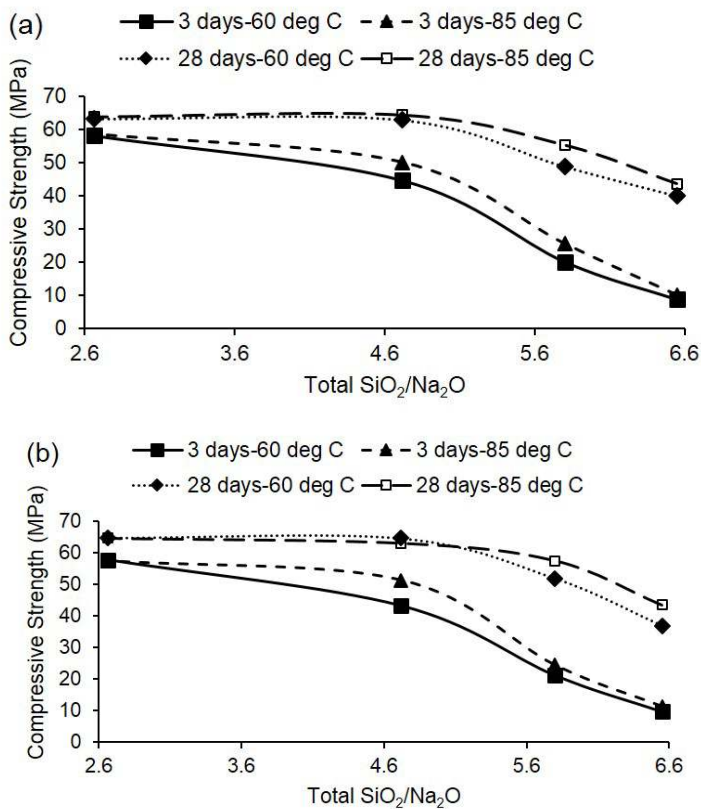 (a)
3 days-60 deg C
3 days-85 deg C
28 days-60 deg C
28 days-85 deg C
Compressive Strength (MPa)
70
60
50
40
30
20
10
0
2.6 3.6 4.6 5.6 6.6
Total SiO₂/Na₂O
(b)
3 days-60 deg C
3 days-85 deg C
28 days-60 deg C
28 days-85 deg C
Compressive Strength (MPa)
70
60
50
40
30
20
10
0
2.6 3.6 4.6 5.6 6.6
Total SiO₂/Na₂O